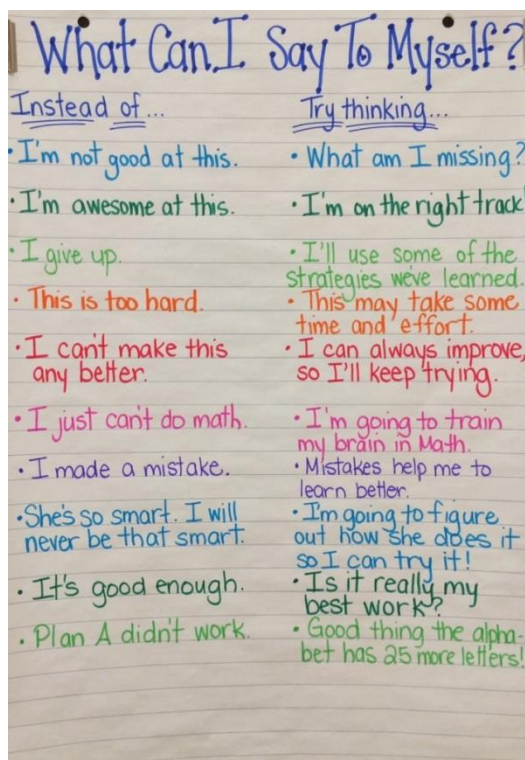 What Can I Say To Myself?
Instead of...
Try thinking...
• I'm not good at this.
• What am I missing?
• I'm awesome at this.
• I'm on the right track
• I give up.
• I'll use some of the
strategies we've learned.
• This is too hard.
• This may take some
time and effort.
• I can't make this
any better.
• I can always improve,
so I'll keep trying.
• I just can't do math.
• I'm going to train
my brain in Math.
• I made a mistake.
• Mistakes help me to
learn better.
• She's so smart. I will
never be that smart.
• I'm going to figure
out how she does it
so I can try it!
• It's good enough.
• Is it really my
best work?
• Plan A didn't work.
• Good thing the alpha-
bet has 25 more letters!